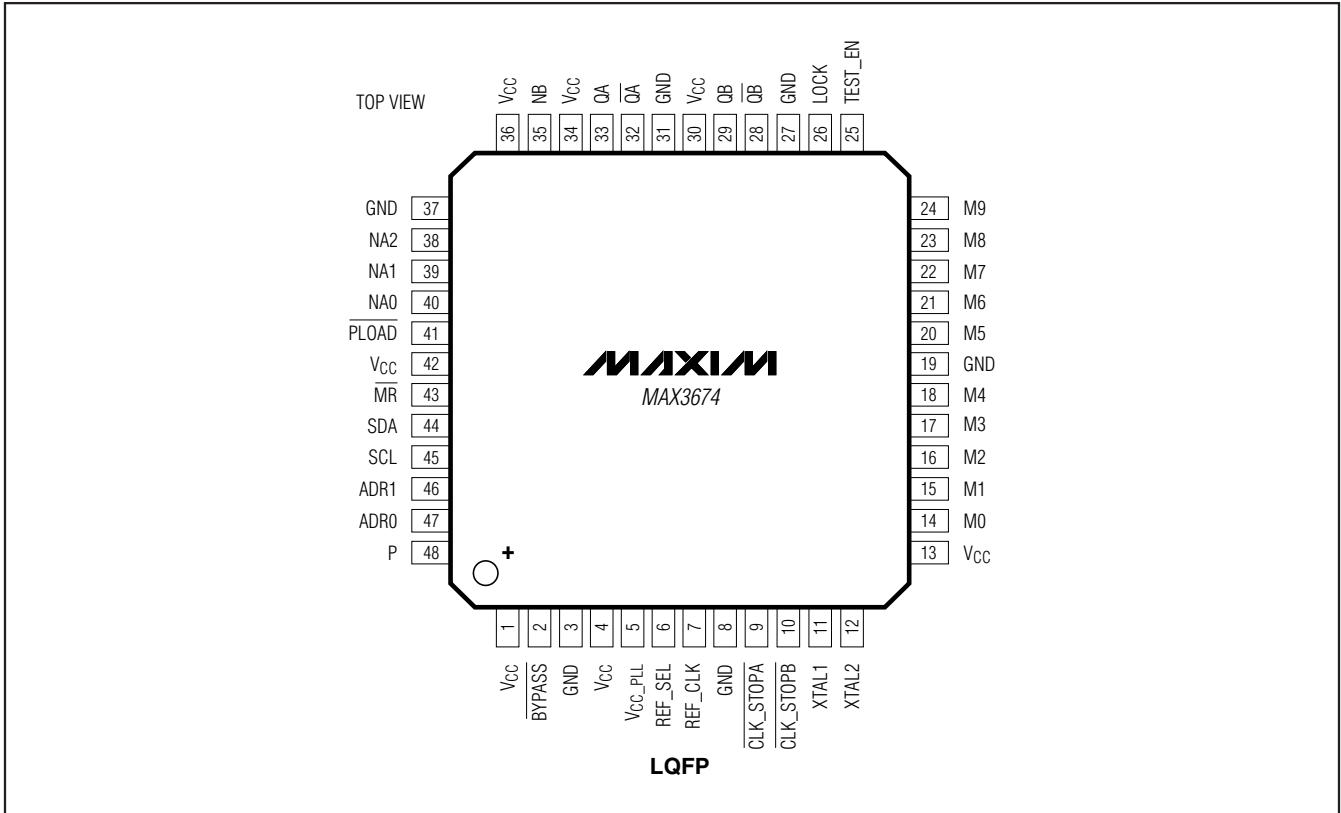 TOP VIEW
VCC NB VCC QA QA GND VCC QB QB GND LOCK TEST_EN
36 35 34 33 32 31 30 29 28 27 26 25
GND 37
NA2 38
NA1 39
NA0 40
PLOAD 41
VCC 42
MR 43
SDA 44
SCL 45
ADR1 46
ADR0 47
P 48
MAXIM
MAX3674
24 M9
23 M8
22 M7
21 M6
20 M5
19 GND
18 M4
17 M3
16 M2
15 M1
14 M0
13 VCC
+
1 2 3 4 5 6 7 8 9 10 11 12
VCC BYPASS GND VCC VCC_PLL REF_SEL REF_CLK GND CLK_STOPA CLK_STOPB XTAL1 XTAL2
LQFP